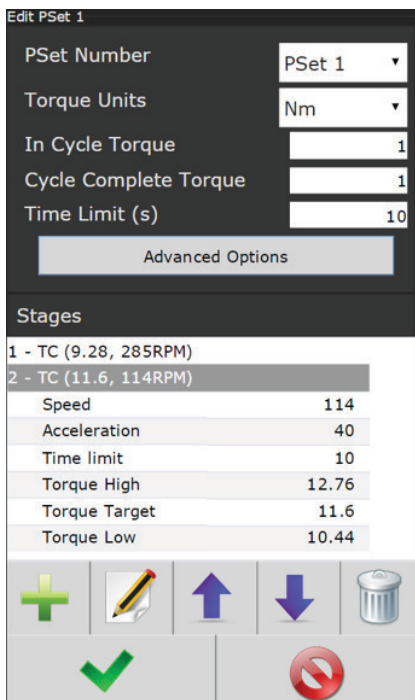 Edit PSet 1
PSet Number PSet 1
Torque Units Nm
In Cycle Torque 1
Cycle Complete Torque 1
Time Limit (s) 10
Advanced Options
Stages
1 - TC (9.28, 285RPM)
2 - TC (11.6, 114RPM)
Speed 114
Acceleration 40
Time limit 10
Torque High 12.76
Torque Target 11.6
Torque Low 10.44